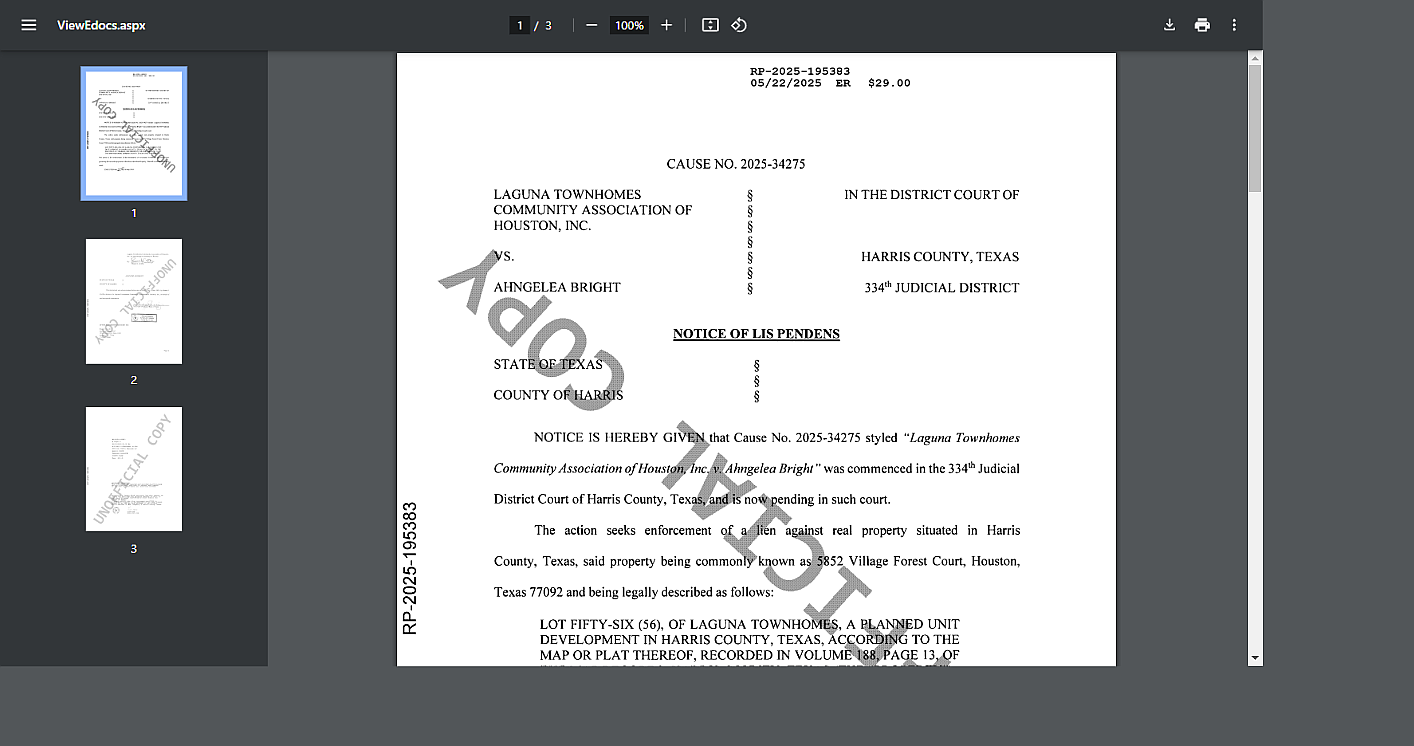 ViewEdocs.aspx
1 / 3
100%
1
2
3
RP-2025-195383
05/22/2025 ER $29.00
CAUSE NO. 2025-34275
LAGUNA TOWNHOMES § IN THE DISTRICT COURT OF
COMMUNITY ASSOCIATION OF §
HOUSTON, INC. §
§
VS. § HARRIS COUNTY, TEXAS
§
AHNGELEA BRIGHT § 334th JUDICIAL DISTRICT
NOTICE OF LIS PENDENS
STATE OF TEXAS §
§
COUNTY OF HARRIS §
NOTICE IS HEREBY GIVEN that Cause No. 2025-34275 styled “Laguna Townhomes
Community Association of Houston, Inc. v. Ahngelea Bright” was commenced in the 334th Judicial
District Court of Harris County, Texas, and is now pending in such court.
The action seeks enforcement of a lien against real property situated in Harris
County, Texas, said property being commonly known as 5852 Village Forest Court, Houston,
Texas 77092 and being legally described as follows:
LOT FIFTY-SIX (56), OF LAGUNA TOWNHOMES, A PLANNED UNIT
DEVELOPMENT IN HARRIS COUNTY, TEXAS, ACCORDING TO THE
MAP OR PLAT THEREOF, RECORDED IN VOLUME 188, PAGE 13, OF
RP-2025-195383
UNOFFICIAL COPY
UNOFFICIAL COPY
UNOFFICIAL COPY